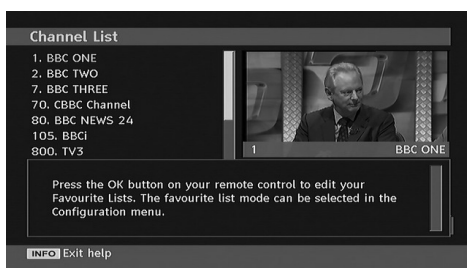 Channel List
1. BBC ONE
2. BBC TWO
7. BBC THREE
70. CBBC Channel
80. BBC NEWS 24
105. BBCi
800. TV3
1 BBC ONE
Press the OK button on your remote control to edit your
Favourite Lists. The favourite list mode can be selected in the
Configuration menu.
INFO Exit help